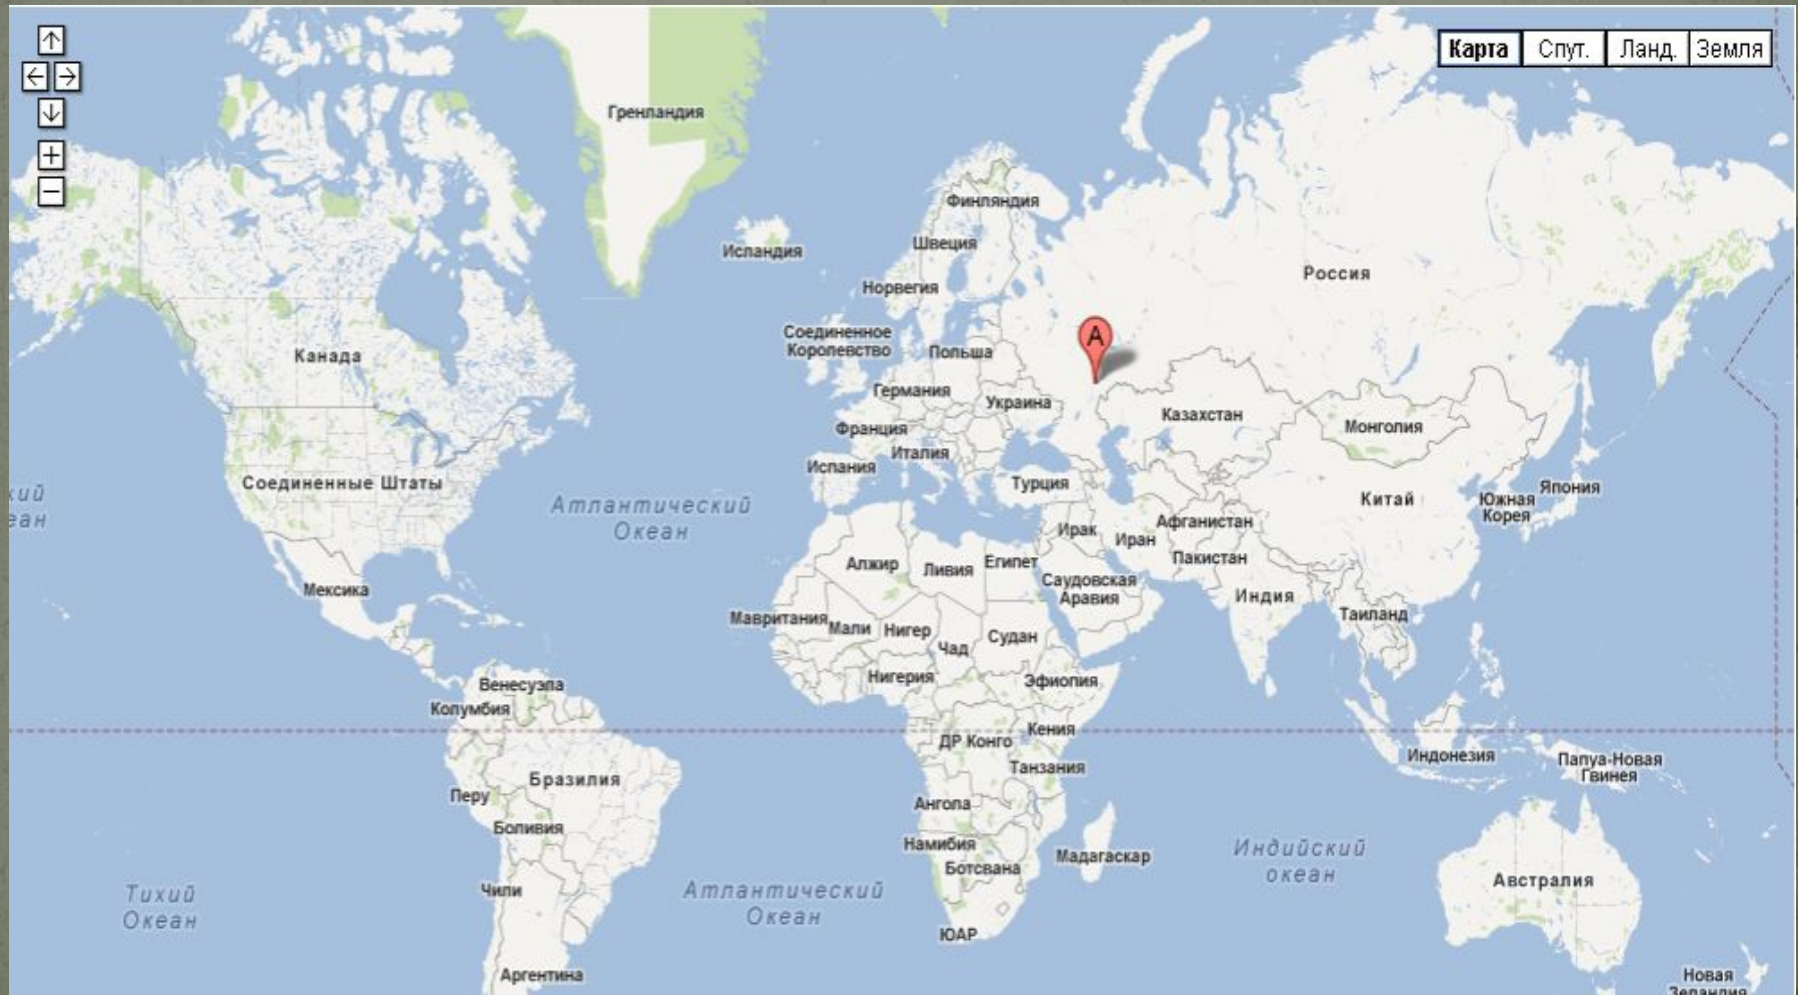 Карта
Спут.
Ланд.
Земля
Гренландия
Финляндия
Исландия
Швеция
Россия
Норвегия
Соединенное
Королевство
Польша
A
Канада
Германия
Украина
Казахстан
Франция
Монголия
Италия
Испания
Соединенные Штаты
Турция
Китай
Южная
Корея
Япония
кий
еан
Атлантический
Океан
Ирак
Иран
Афганистан
Пакистан
Алжир
Ливия
Египет
Саудовская
Аравия
Мексика
Индия
Таиланд
Мавритания
Мали
Нигер
Чад
Судан
Нигерия
Эфиопия
Венесуэла
Колумбия
Кения
ДР Конго
Танзания
Индонезия
Папуа-Новая
Гвинея
Бразилия
Перу
Ангола
Боливия
Намибия
Ботсвана
Мадагаскар
Индийский
океан
Чили
Тихий
Океан
Атлантический
Океан
Австралия
ЮАР
Аргентина
Новая
Зеландия